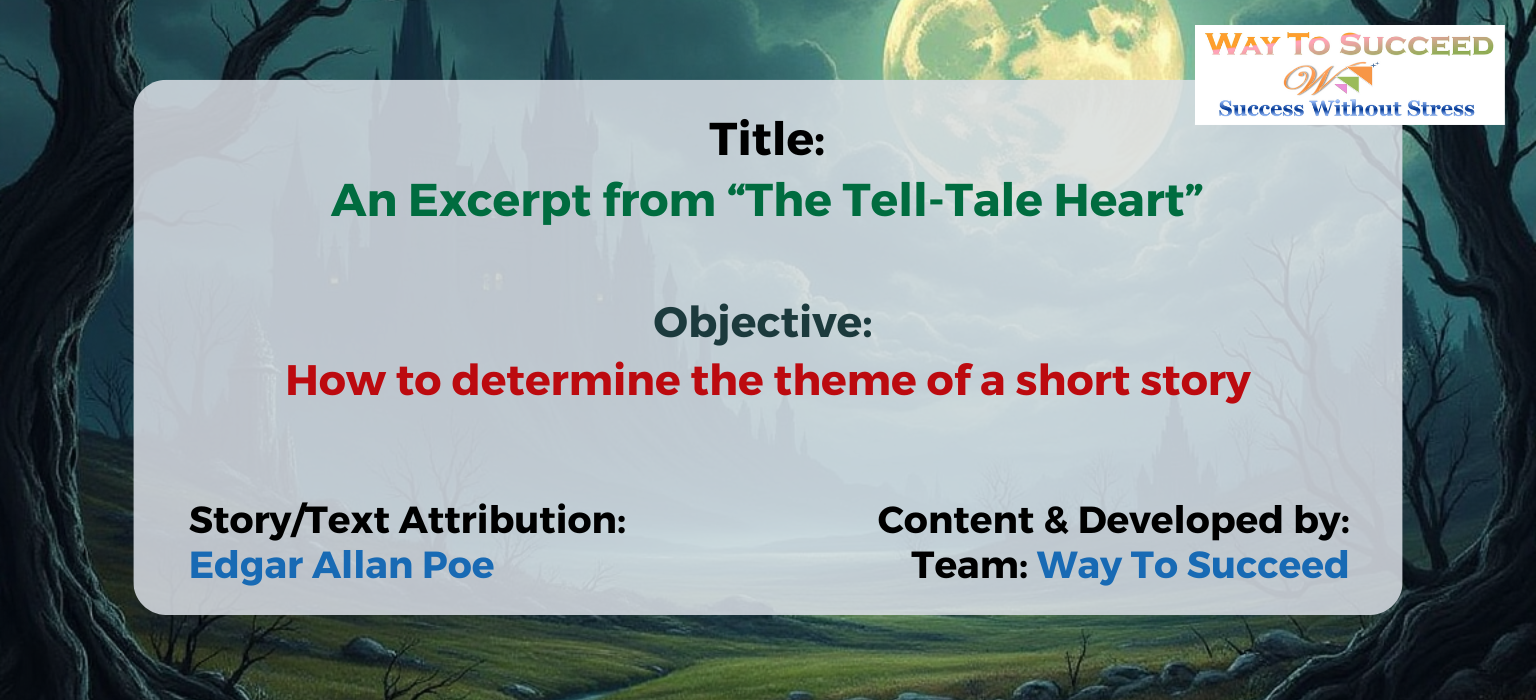 WAY TO SUCCEED
W
Success Without Stress
Title:
An Excerpt from “The Tell-Tale Heart”
Objective:
How to determine the theme of a short story
Story/Text Attribution:
Edgar Allan Poe
Content & Developed by:
Team: Way To Succeed